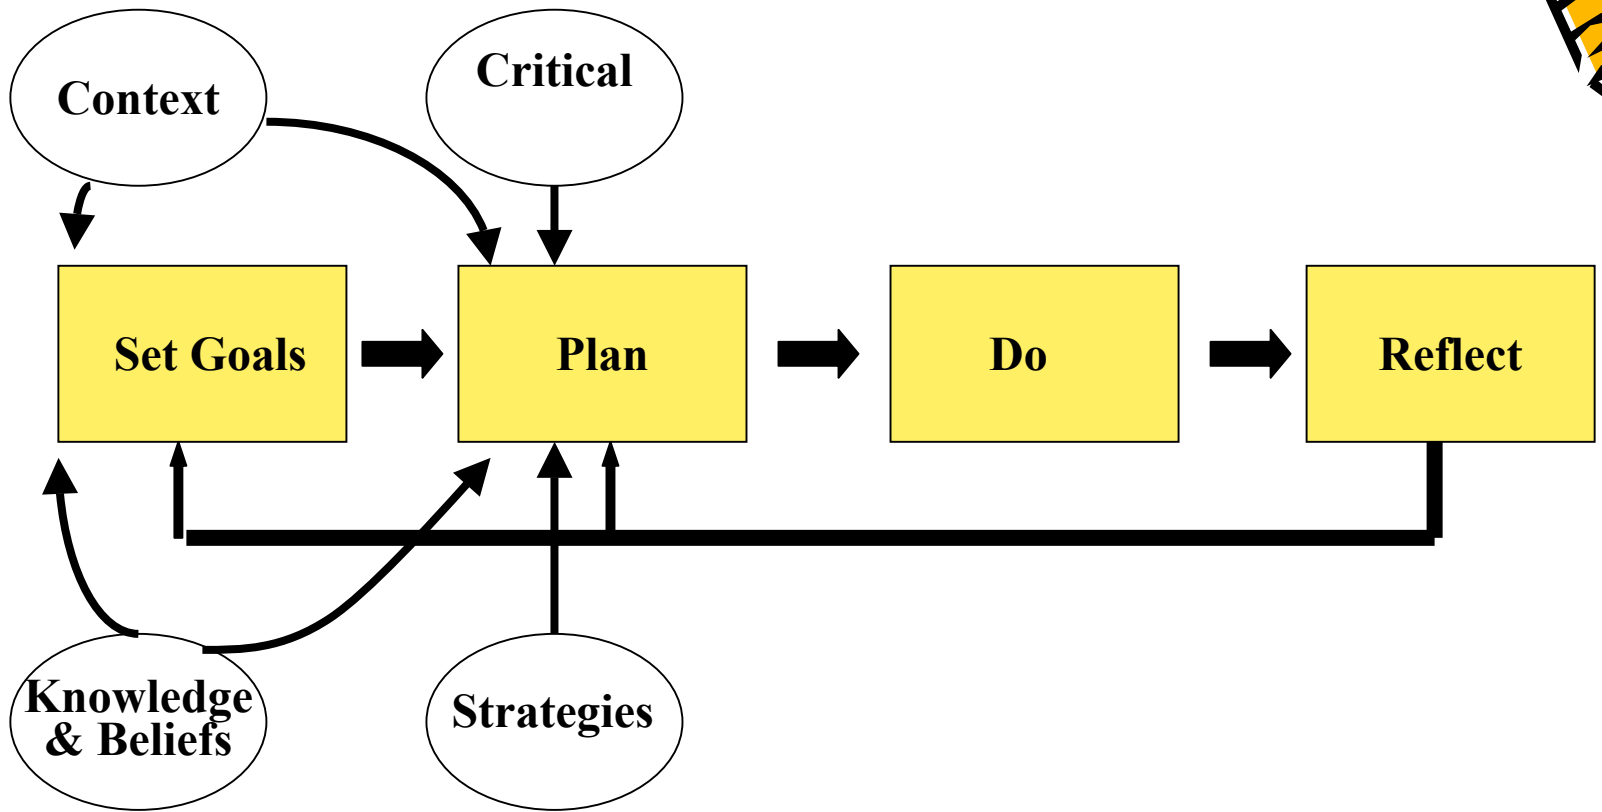 Context
Critical
Set Goals
Plan
Do
Reflect
Knowledge
& Beliefs
Strategies